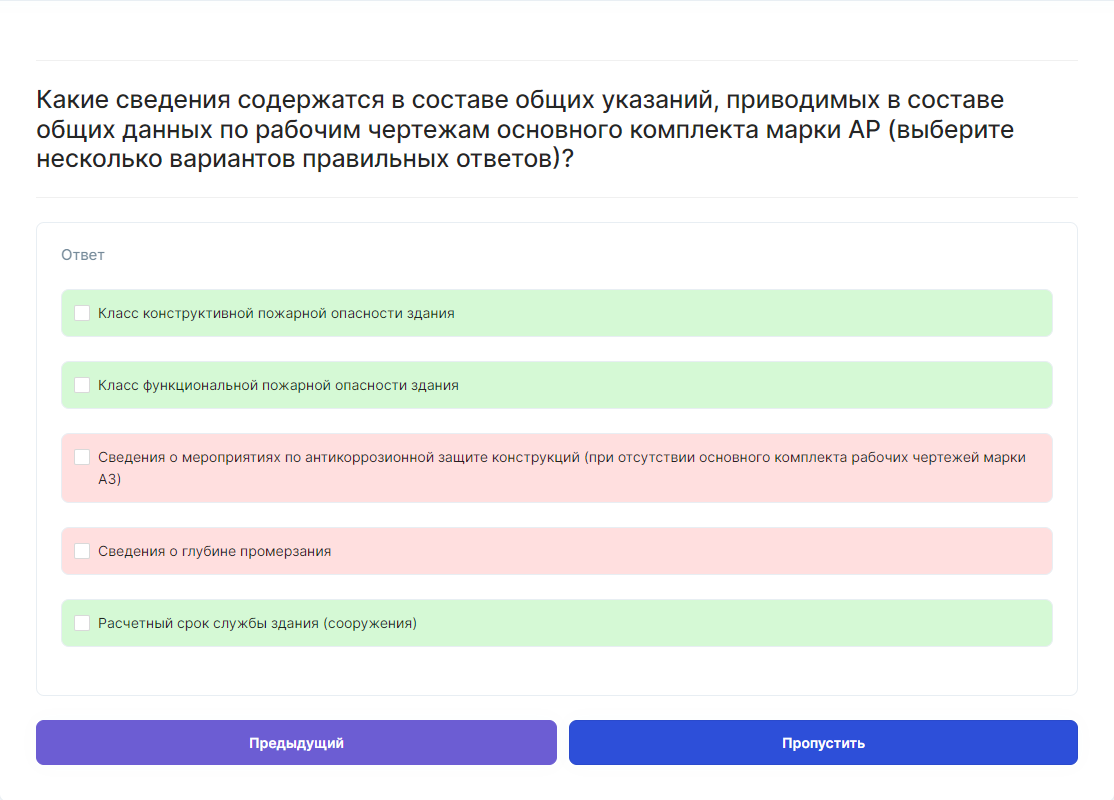 Какие сведения содержатся в составе общих указаний, приводимых в составе
общих данных по рабочим чертежам основного комплекта марки АР (выберите
несколько вариантов правильных ответов)?
Ответ
Класс конструктивной пожарной опасности здания
Класс функциональной пожарной опасности здания
Сведения о мероприятиях по антикоррозионной защите конструкций (при отсутствии основного комплекта рабочих чертежей марки
АЗ)
Сведения о глубине промерзания
Расчетный срок службы здания (сооружения)
Предыдущий
Пропустить